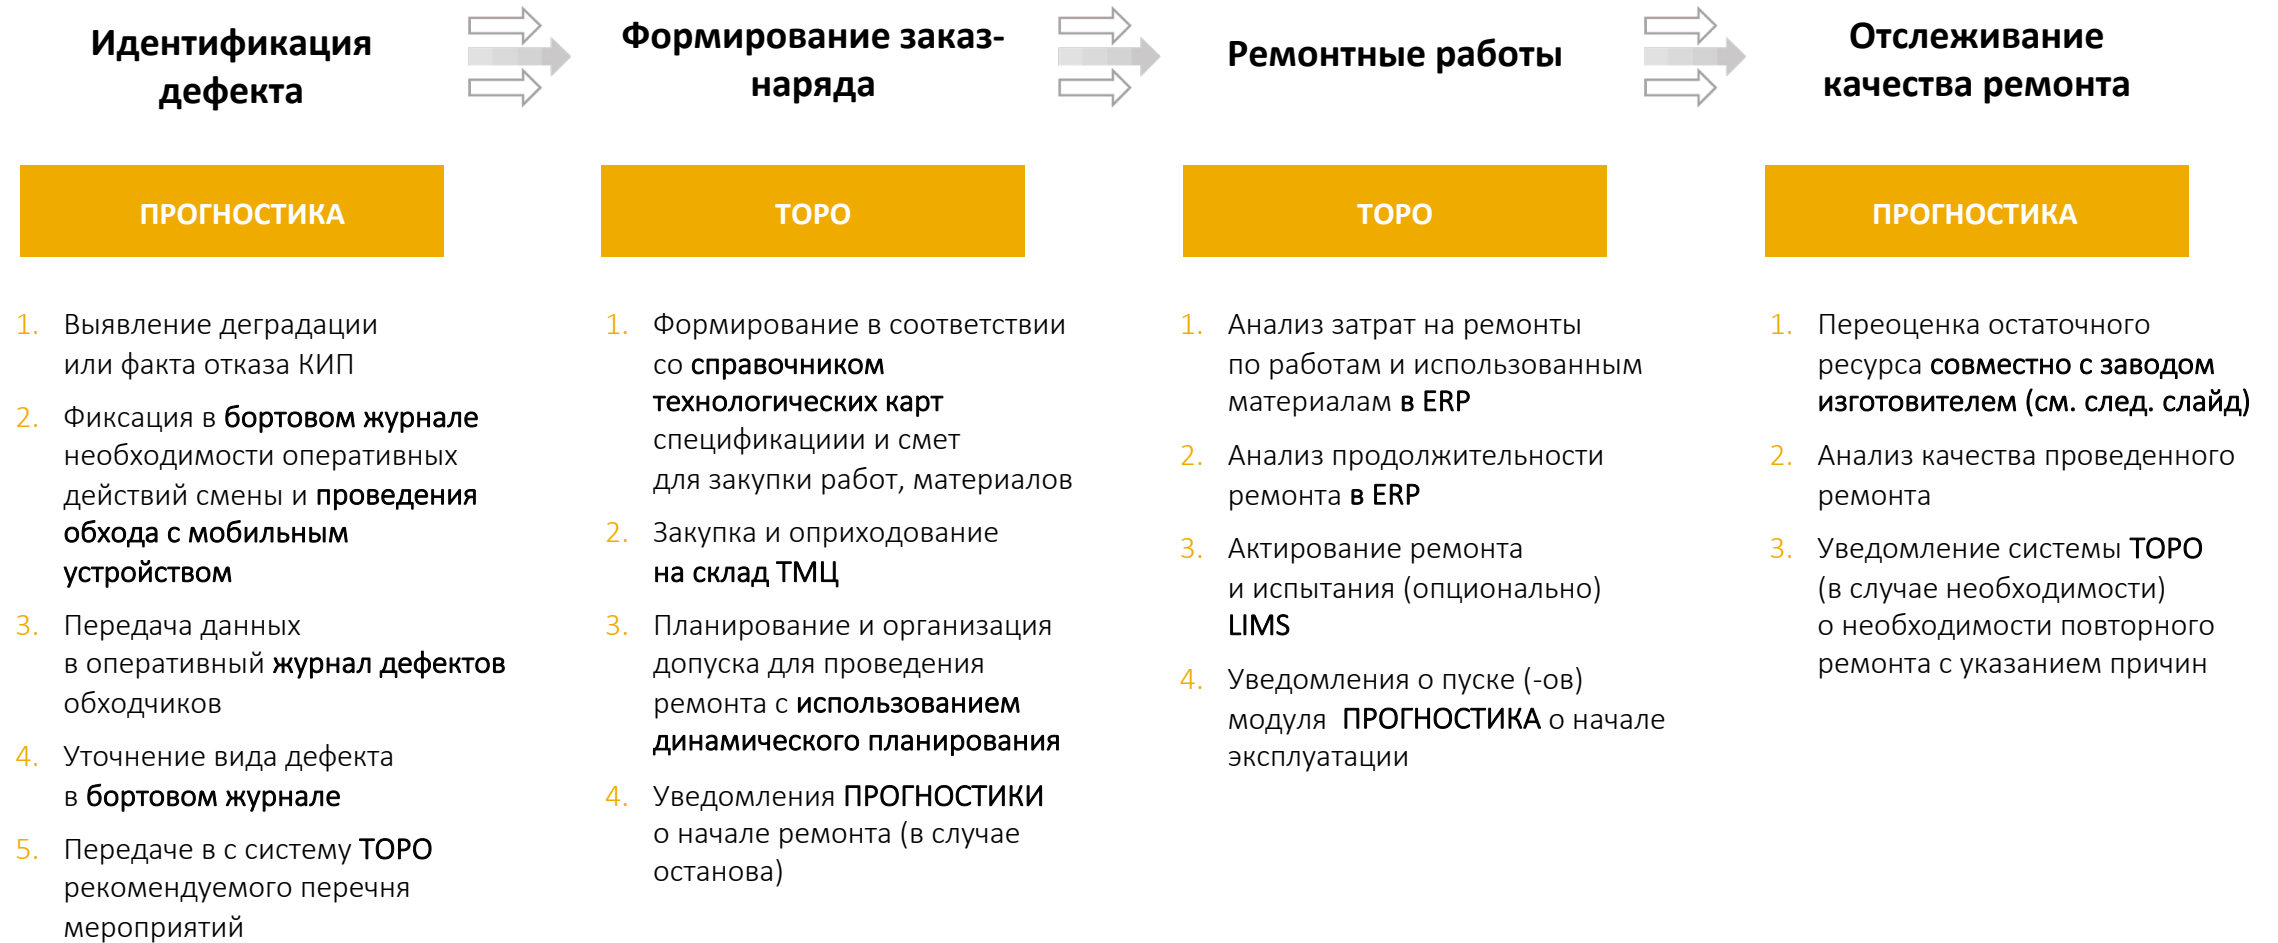 Идентификация
дефекта
Формирование заказ-
наряда
Ремонтные работы
Отслеживание
качества ремонта
ПРОГНОСТИКА
ТОРО
ТОРО
ПРОГНОСТИКА
1. Выявление деградации
или факта отказа КИП
2. Фиксация в бортовом журнале
необходимости оперативных
действий смены и проведения
обхода с мобильным
устройством
3. Передача данных
в оперативный журнал дефектов
обходчиков
4. Уточнение вида дефекта
в бортовом журнале
5. Передаче в с систему ТОРО
рекомендуемого перечня
мероприятий
1. Формирование в соответствии
со справочником
технологических карт
спецификациии и смет
для закупки работ, материалов
2. Закупка и оприходование
на склад ТМЦ
3. Планирование и организация
допуска для проведения
ремонта с использованием
динамического планирования
4. Уведомления ПРОГНОСТИКИ
о начале ремонта (в случае
останова)
1. Анализ затрат на ремонты
по работам и использованным
материалам в ERP
2. Анализ продолжительности
ремонта в ERP
3. Актирование ремонта
и испытания (опционально)
LIMS
4. Уведомления о пуске (-ов)
модуля ПРОГНОСТИКА о начале
эксплуатации
1. Переоценка остаточного
ресурса совместно с заводом
изготовителем (см. след. слайд)
2. Анализ качества проведенного
ремонта
3. Уведомление системы ТОРО
(в случае необходимости)
о необходимости повторного
ремонта с указанием причин